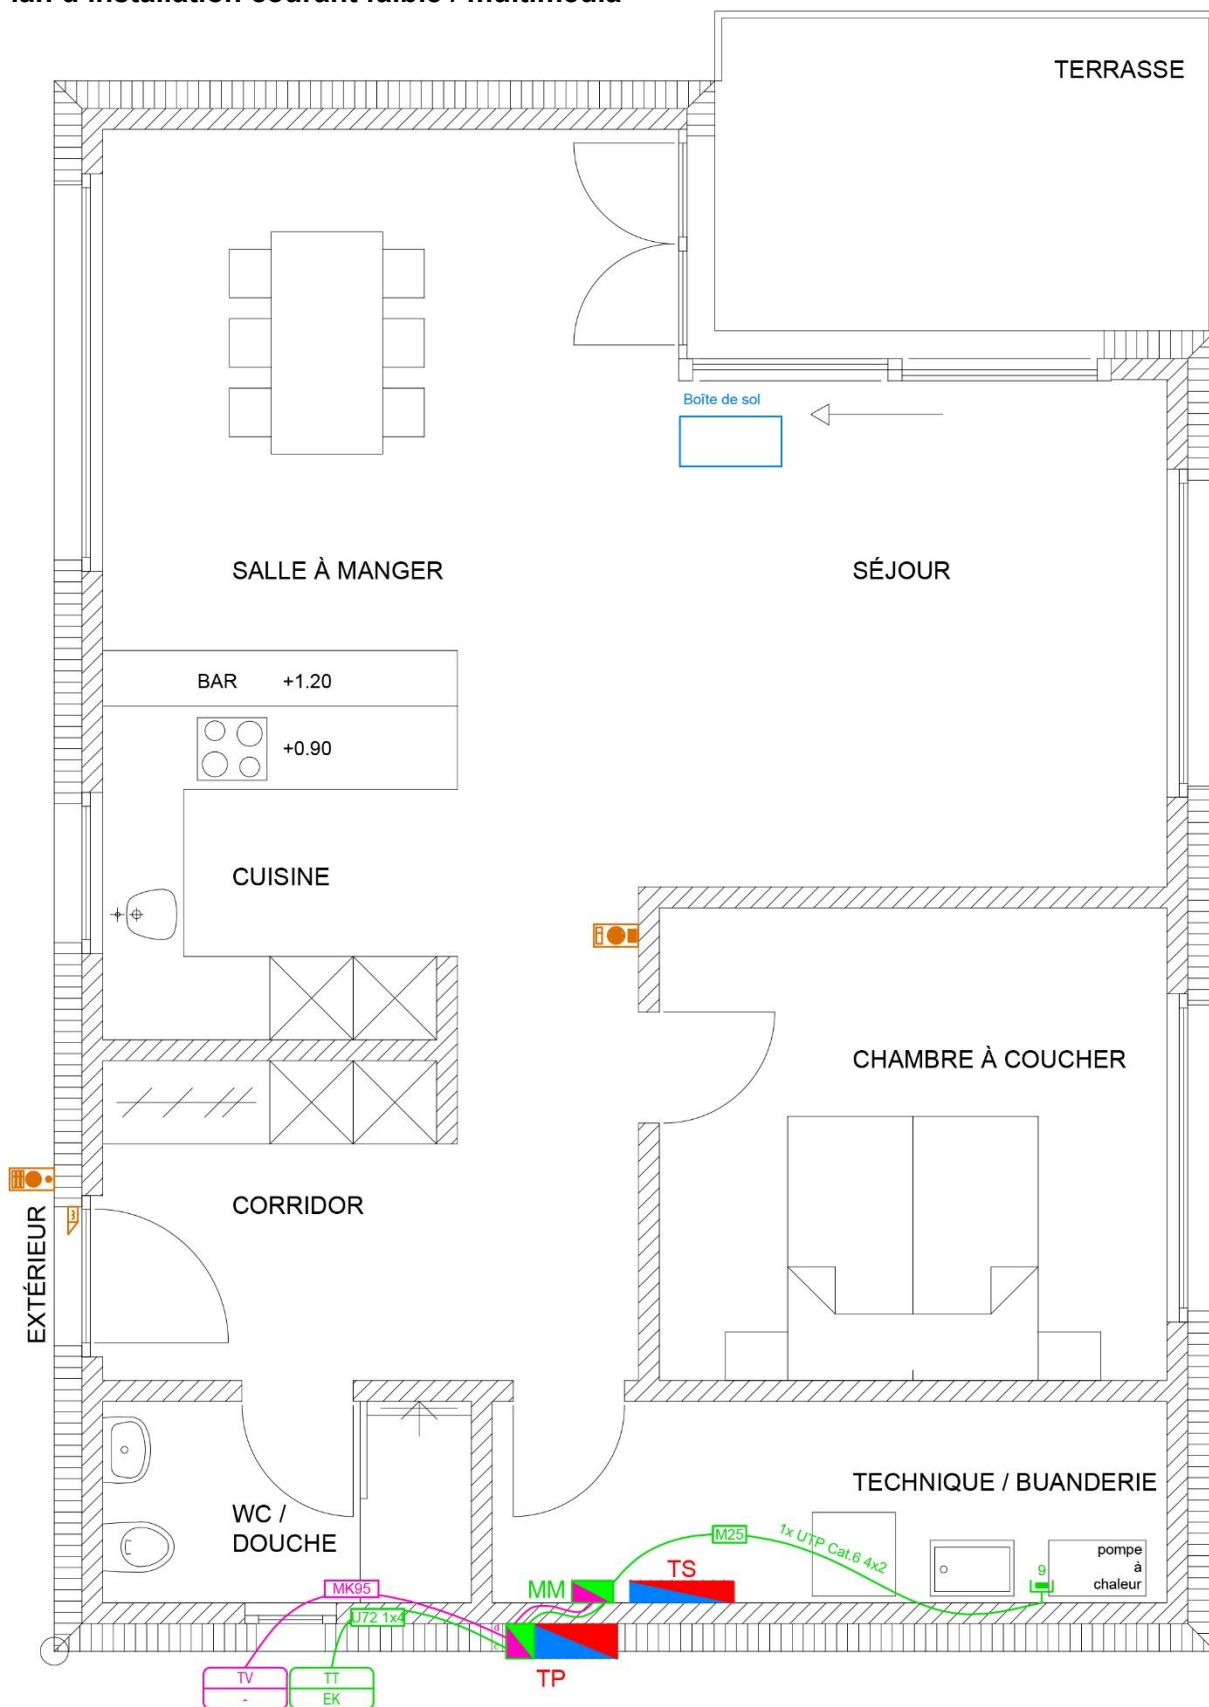 lan d'installation courant faible / multimédia
TERRASSE
Boîte de sol
SALLE À MANGER
SÉJOUR
BAR +1.20
+0.90
CUISINE
CHAMBRE À COUCHER
CORRIDOR
EXTÉRIEUR
TECHNIQUE / BUANDERIE
WC /
DOUCHE
M25
1x UTP Cat.6 4x2
pompe
à
chaleur
9
MM
TS
MK95
U72 1x4
TP
TV
-
TT
EK